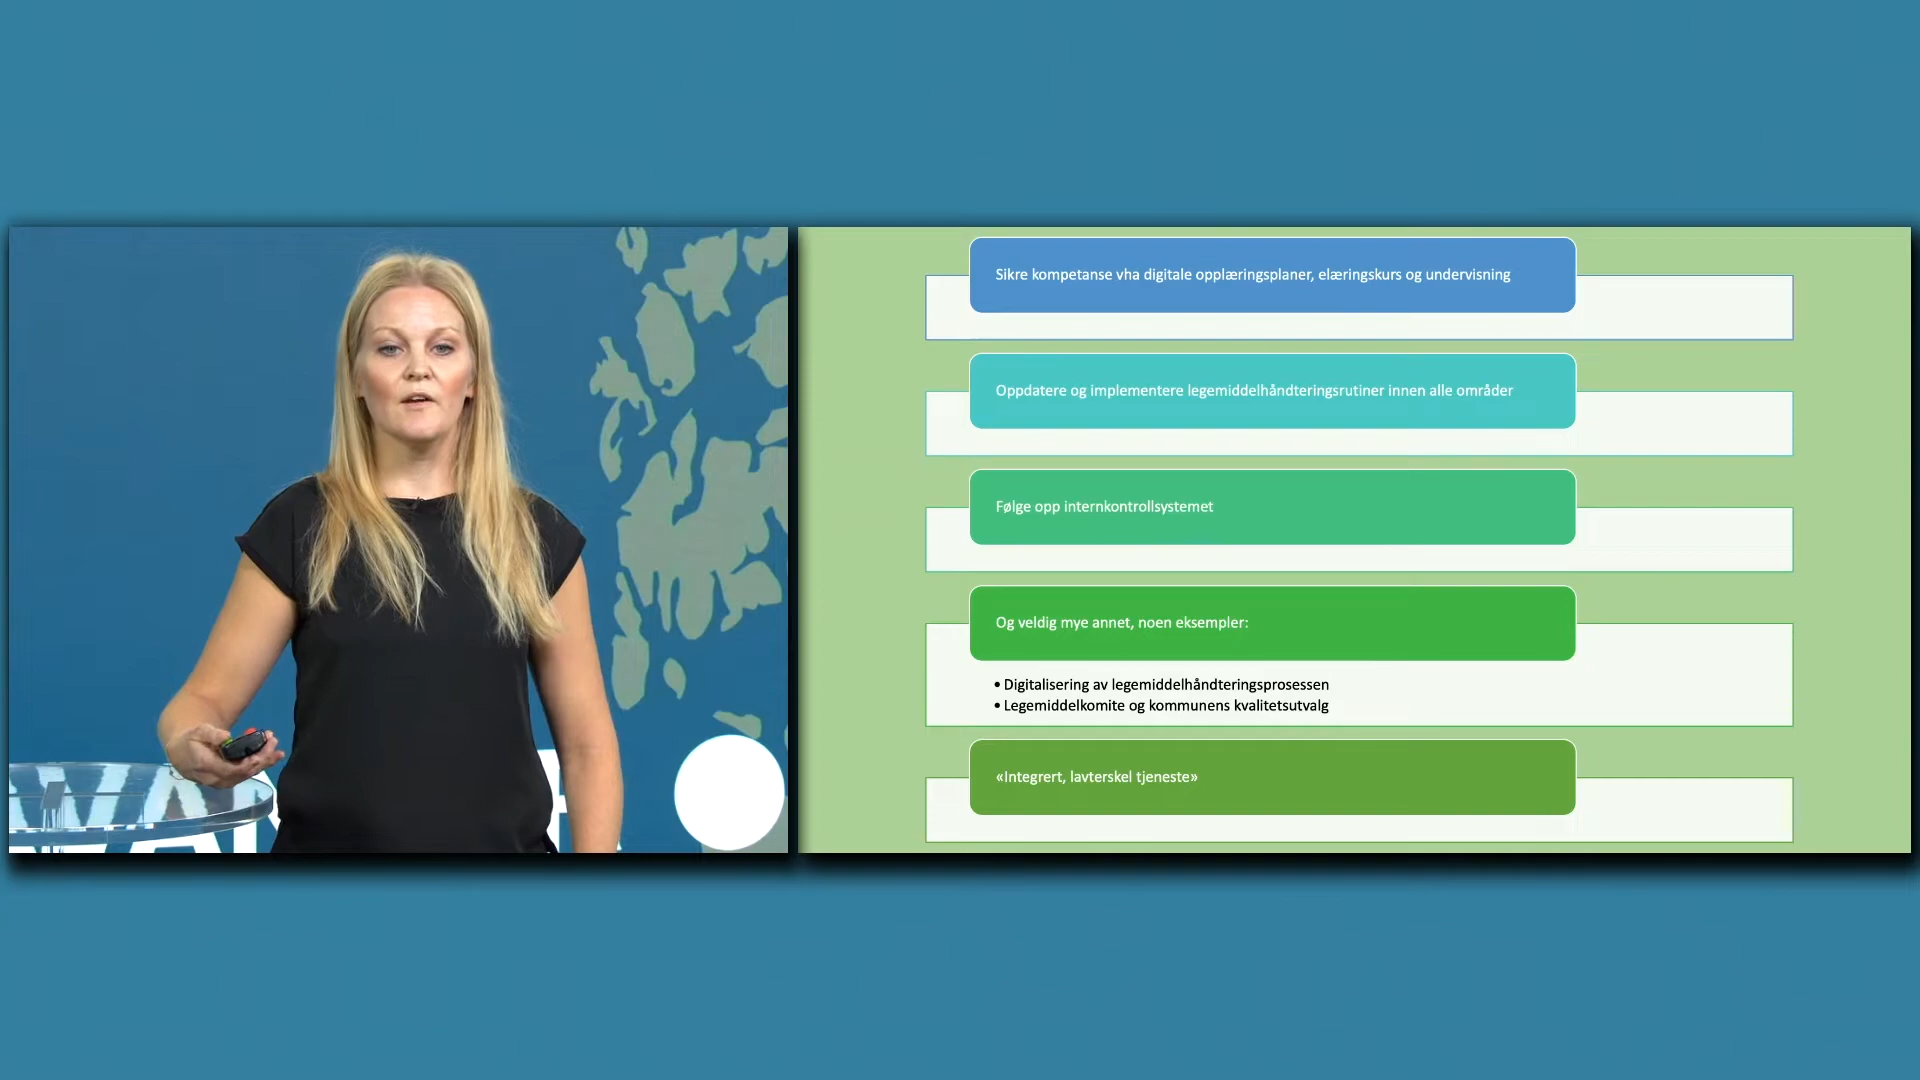 Sikre kompetanse vha digitale opplæringsplaner, elæringskurs og undervisning
Oppdatere og implementere legemiddelhåndteringsrutiner innen alle områder
Følge opp internkontrollsystemet
Og veldig mye annet, noen eksempler:
• Digitalisering av legemiddelhåndteringsprosessen
• Legemiddelkomite og kommunens kvalitetsutvalg
«Integrert, lavterskel tjeneste»